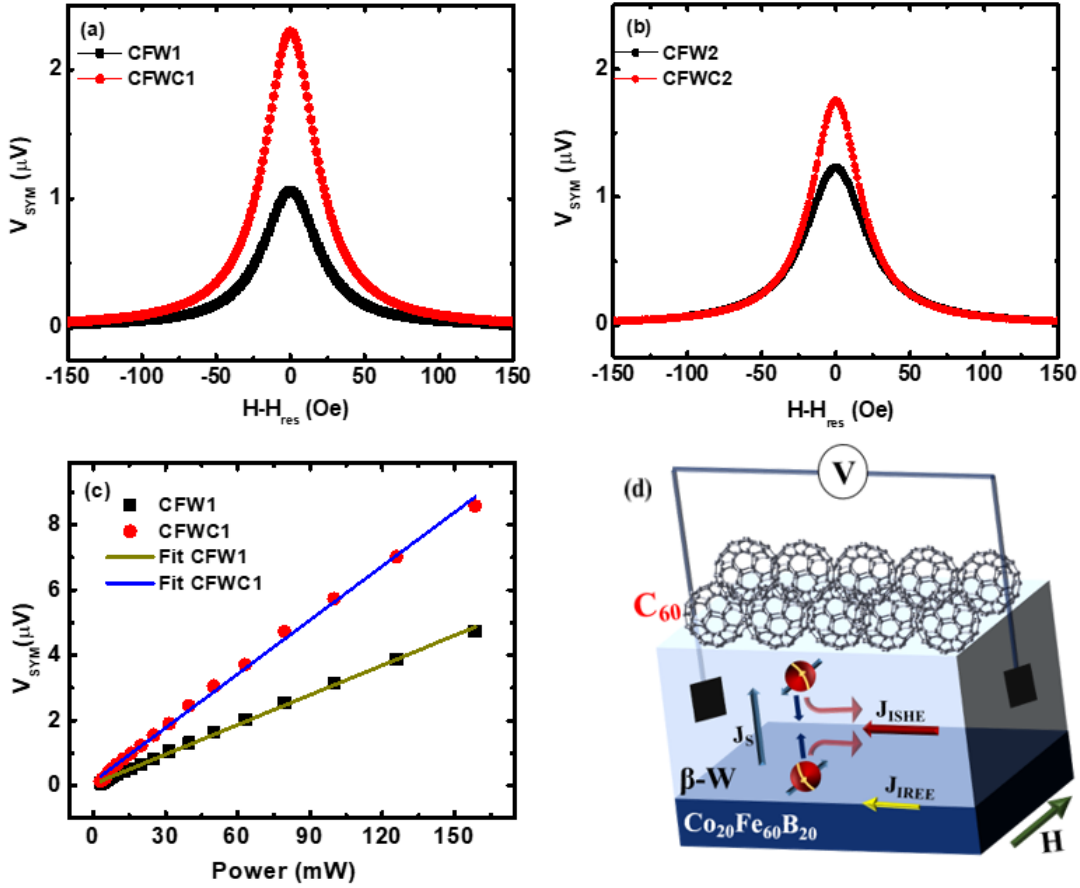 (a)
CFW1
CFWC1
V_SYM (μV)
2
1
0
-150 -100 -50 0 50 100 150
H-H_res (Oe)
(b)
CFW2
CFWC2
V_SYM (μV)
2
1
0
-150 -100 -50 0 50 100 150
H-H_res (Oe)
(c)
CFW1
CFWC1
Fit CFW1
Fit CFWC1
V_SYM(μV)
8
6
4
2
0
0 30 60 90 120 150
Power (mW)
(d)
V
C60
J_S
J_ISHE
β-W
J_IREE
Co20Fe60B20
H